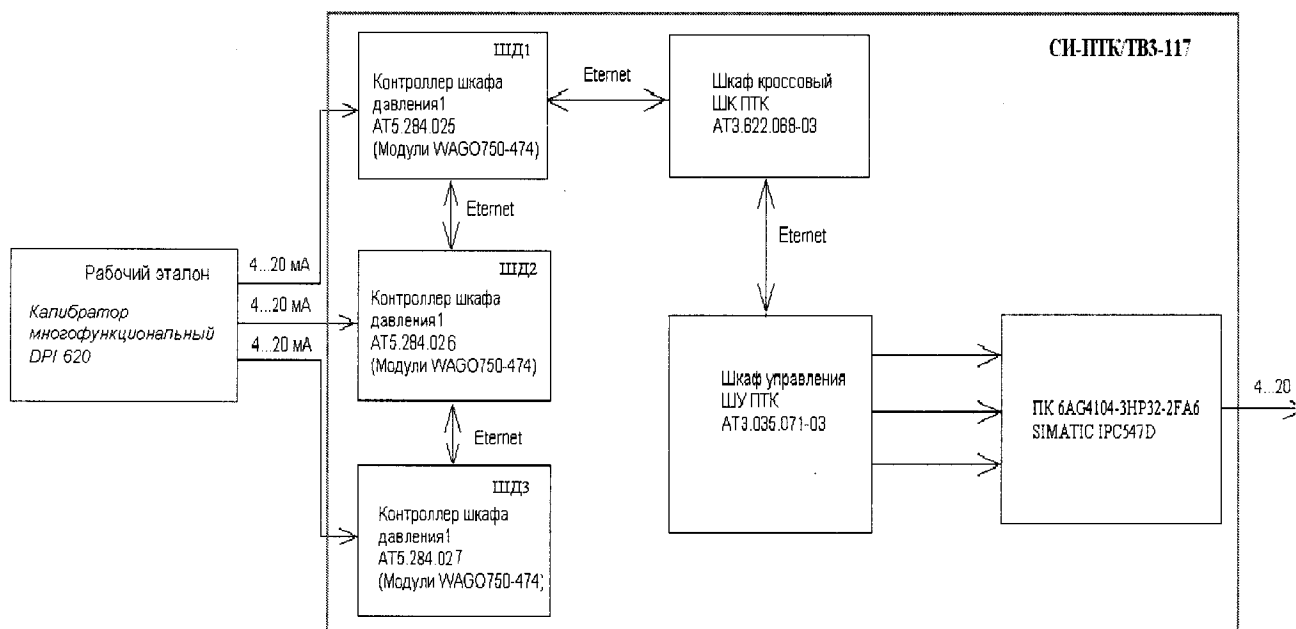 СИ-ПТК/ТВ3-117
ШД1
Контроллер шкафа
давления1
АТ5.284.025
(Модули WAGO750-474)
Eternet
Шкаф кроссовый
ШК ПТК
АТ3.622.068-03
Eternet
Eternet
Рабочий эталон
Калибратор
многофункциональный
DPI 620
4...20 мА
4...20 мА
4...20 мА
ШД2
Контроллер шкафа
давления1
АТ5.284.026
(Модули WAGO750-474)
Eternet
ШД3
Контроллер шкафа
давления1
АТ5.284.027
(Модули WAGO750-474)
Шкаф управления
ШУ ПТК
АТ3.035.071-03
ПК 6AG4104-3HP32-2FA6
SIMATIC IPC547D
4...20